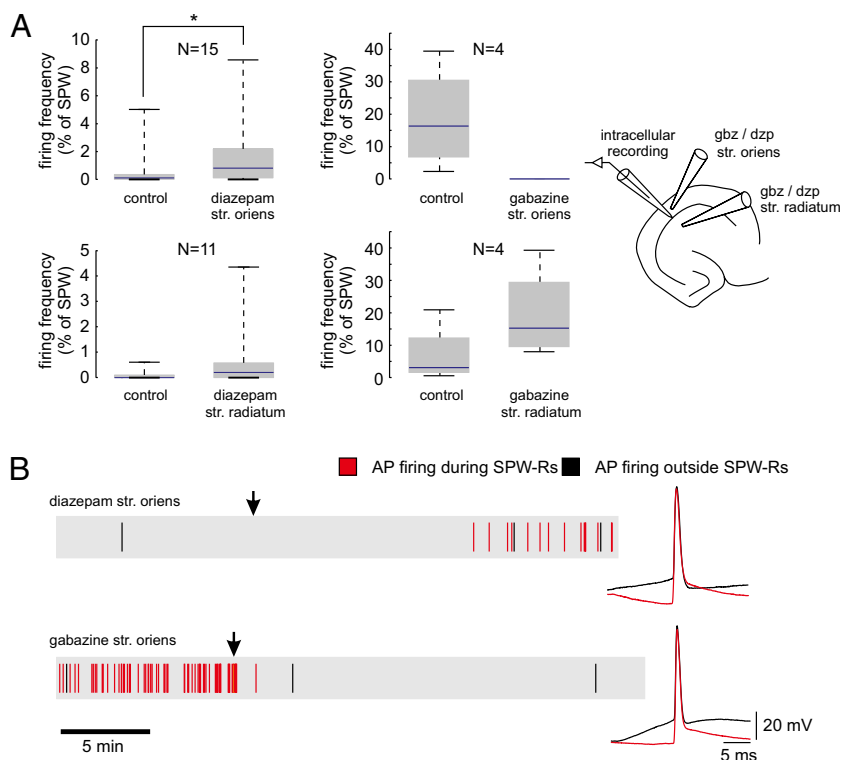 A
firing frequency
(% of SPW)
10
8
6
4
2
0
*
N=15
control
diazepam
str. oriens
firing frequency
(% of SPW)
45
40
30
20
10
0
N=4
control
gabazine
str. oriens
intracellular
recording
gbz / dzp
str. oriens
gbz / dzp
str. radiatum
firing frequency
(% of SPW)
5
4
3
2
1
0
N=11
control
diazepam
str. radiatum
firing frequency
(% of SPW)
45
40
30
20
10
0
N=4
control
gabazine
str. radiatum
B
AP firing during SPW-Rs
AP firing outside SPW-Rs
diazepam str. oriens
gabazine str. oriens
5 min
20 mV
5 ms